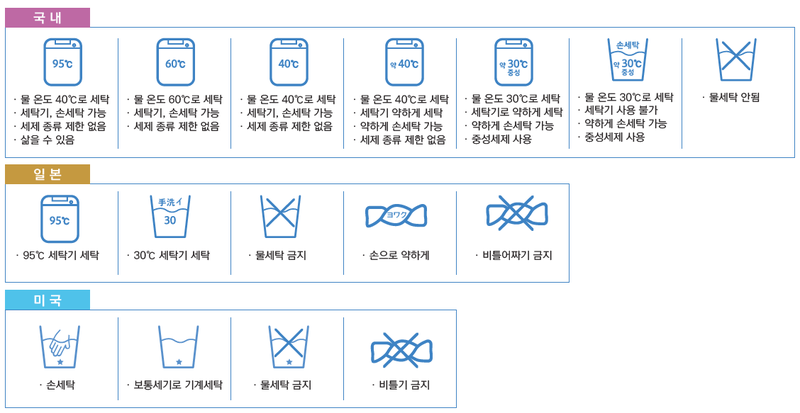 국 내
95℃
· 물 온도 40℃로 세탁
· 세탁기, 손세탁 가능
· 세제 종류 제한 없음
· 삶을 수 있음
60℃
· 물 온도 60℃로 세탁
· 세탁기, 손세탁 가능
· 세제 종류 제한 없음
40℃
· 물 온도 40℃로 세탁
· 세탁기, 손세탁 가능
· 세제 종류 제한 없음
약 40℃
· 물 온도 40℃로 세탁
· 세탁기 약하게 세탁
· 약하게 손세탁 가능
· 세제 종류 제한 없음
약 30℃
중성
· 물 온도 30℃로 세탁
· 세탁기로 약하게 세탁
· 약하게 손세탁 가능
· 중성세제 사용
손세탁
약 30℃
중성
· 물 온도 30℃로 세탁
· 세탁기 사용 불가
· 약하게 손세탁 가능
· 중성세제 사용
· 물세탁 안됨
일 본
95℃
· 95℃ 세탁기 세탁
手洗イ
30
· 30℃ 세탁기 세탁
· 물세탁 금지
ヨワク
· 손으로 약하게
· 비틀어짜기 금지
미 국
· 손세탁
· 보통세기로 기계세탁
· 물세탁 금지
· 비틀기 금지